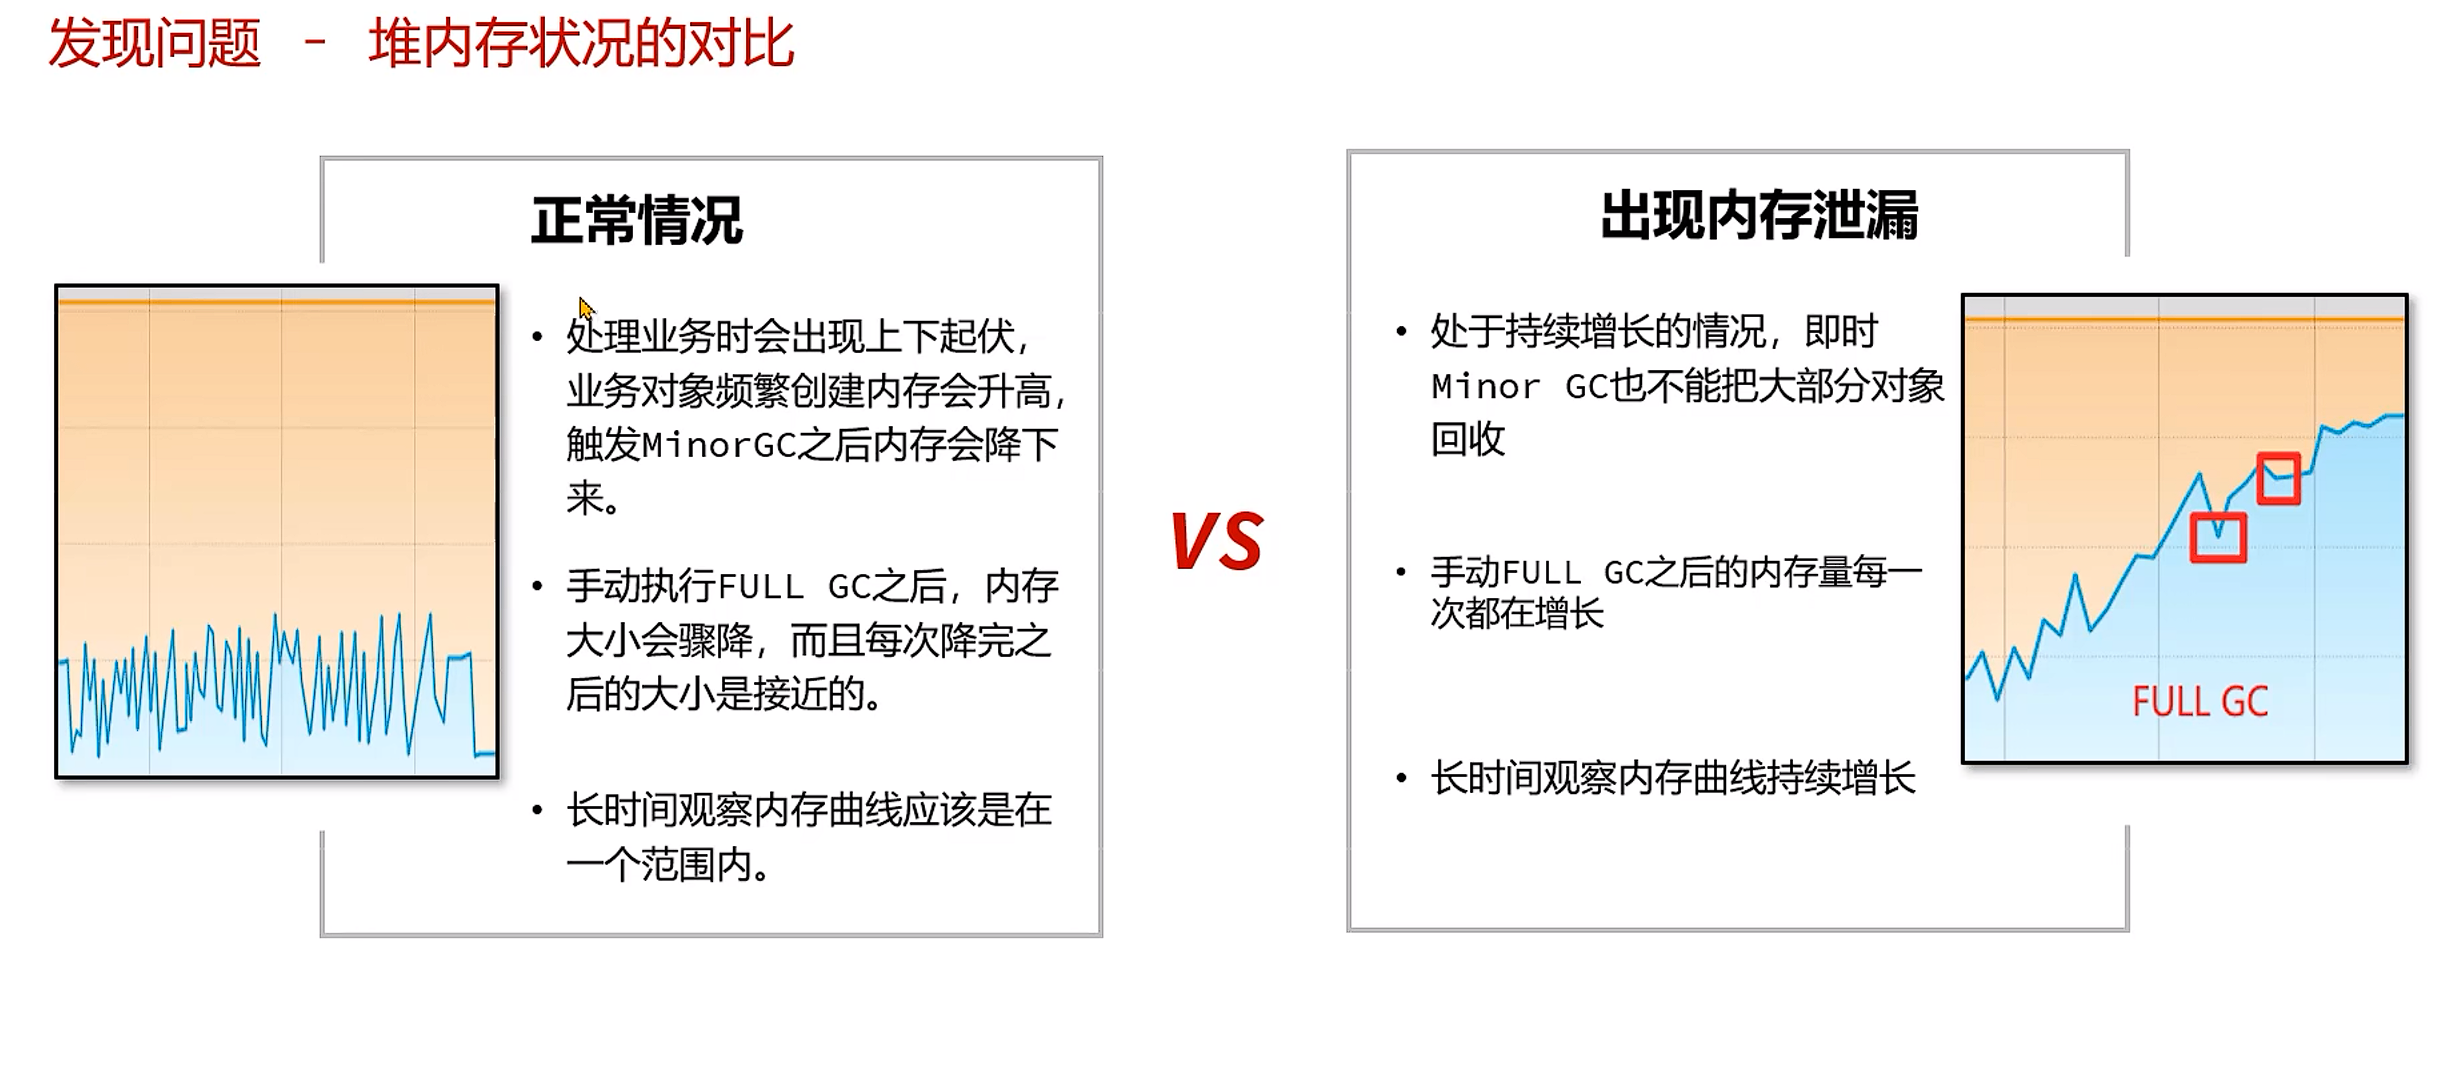 发现问题 - 堆内存状况的对比
正常情况
• 处理业务时会出现上下起伏，
业务对象频繁创建内存会升高，
触发MinorGC之后内存会降下
来。
• 手动执行FULL GC之后，内存
大小会骤降，而且每次降完之
后的大小是接近的。
• 长时间观察内存曲线应该是在
一个范围内。
VS
出现内存泄漏
• 处于持续增长的情况，即时
Minor GC也不能把大部分对象
回收
• 手动FULL GC之后的内存量每一
次都在增长
• 长时间观察内存曲线持续增长
FULL GC